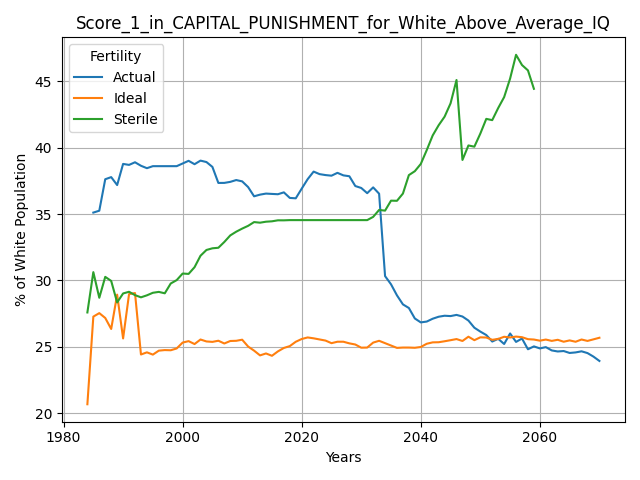 Score_1_in_CAPITAL_PUNISHMENT_for_White_Above_Average_IQ
Fertility
Actual
Ideal
Sterile
% of White Population
45
40
35
30
25
20
1980
2000
2020
2040
2060
Years